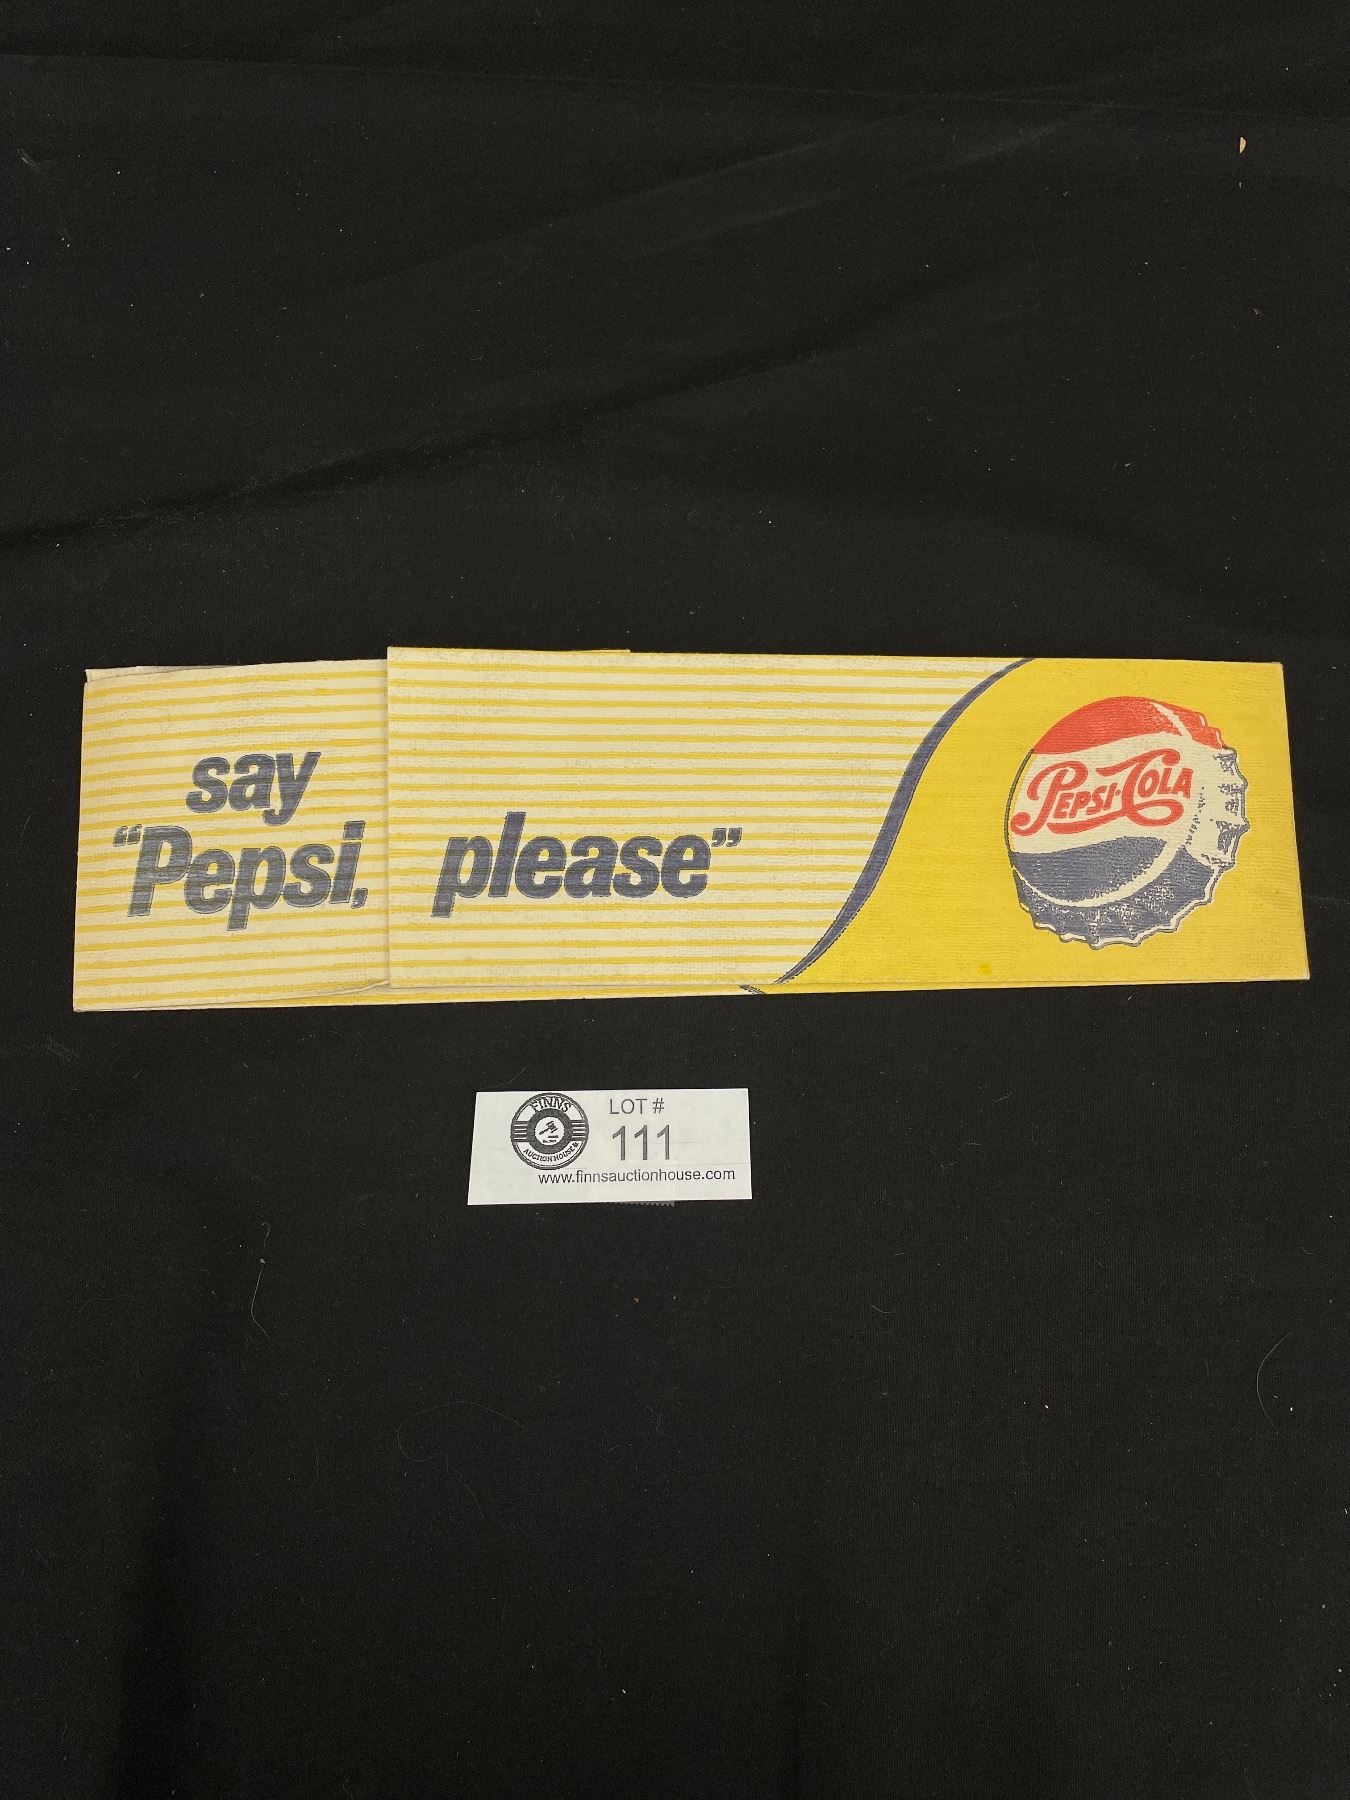 say
“Pepsi, please”
PEPSI·COLA
FINNS
AUCTION HOUSE
LOT #
111
www.finnsauctionhouse.com